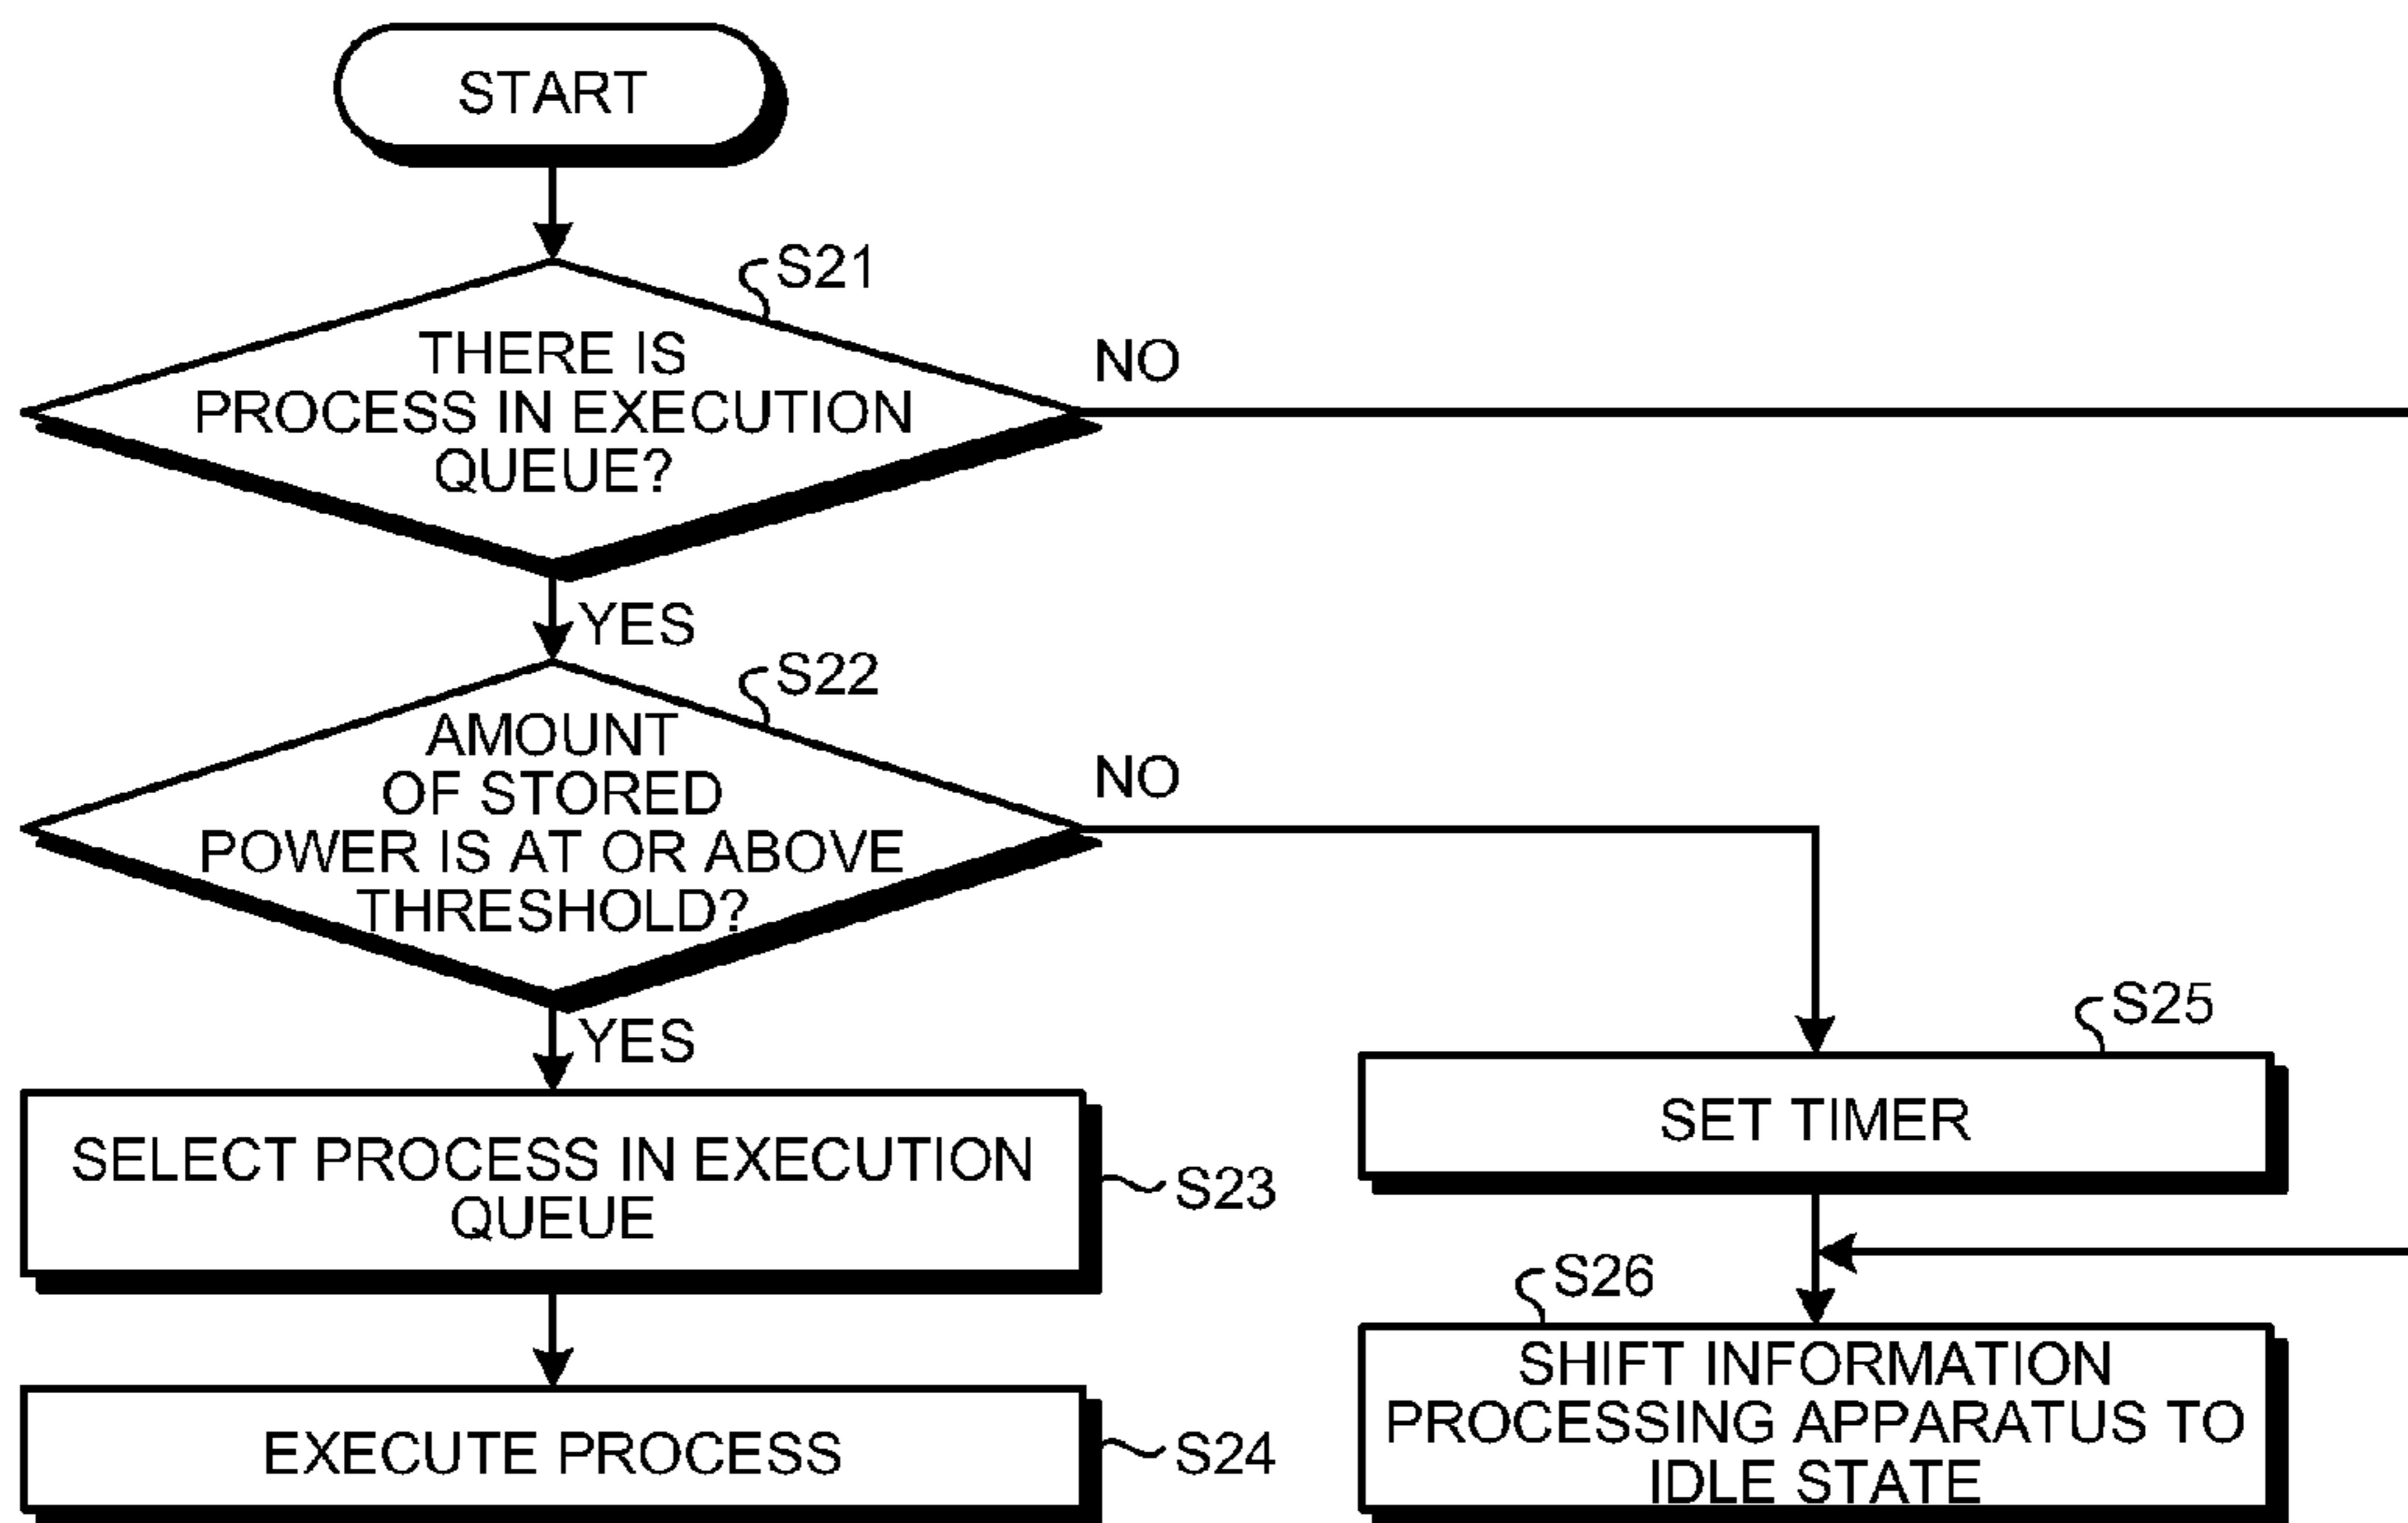 START
S21
THERE IS
PROCESS IN EXECUTION
QUEUE?
NO
YES
S22
AMOUNT
OF STORED
POWER IS AT OR ABOVE
THRESHOLD?
NO
YES
SELECT PROCESS IN EXECUTION
QUEUE
S23
EXECUTE PROCESS
S24
S25
SET TIMER
S26
SHIFT INFORMATION
PROCESSING APPARATUS TO
IDLE STATE